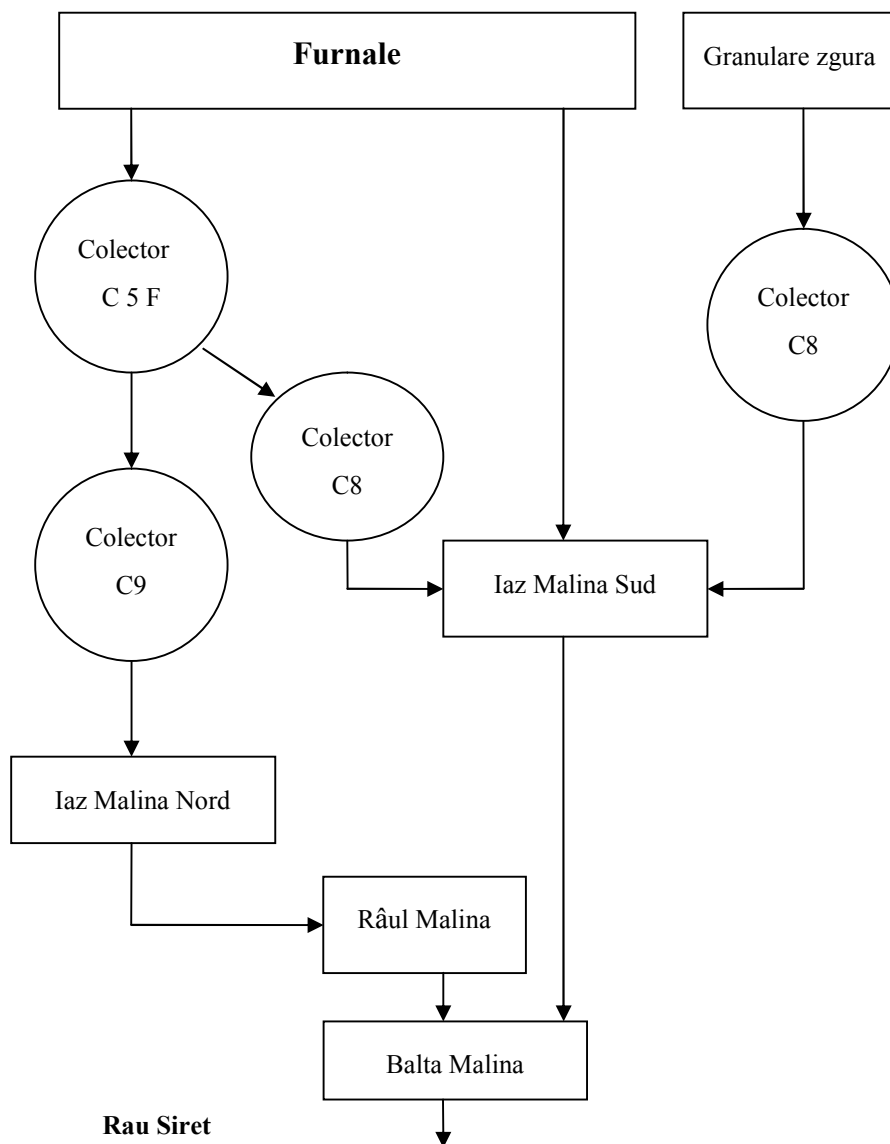 Furnale
Granulare zgura
Colector
C 5 F
Colector
C8
Colector
C8
Colector
C9
Iaz Malina Sud
Iaz Malina Nord
Râul Malina
Balta Malina
Rau Siret